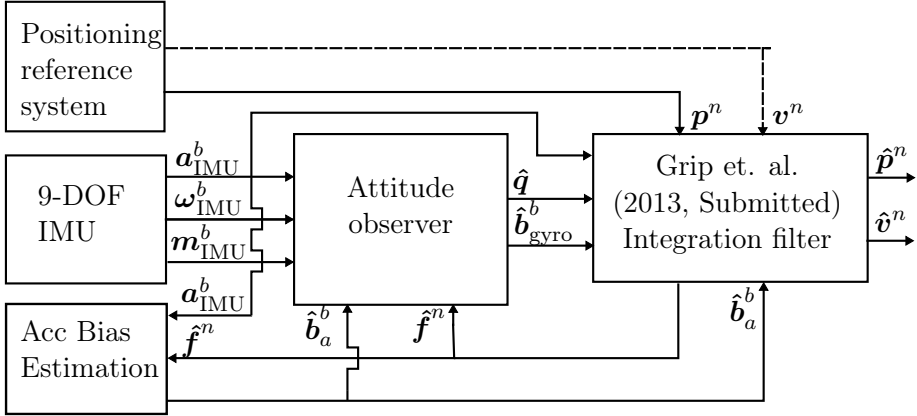 Positioning
reference
system
p^n
v^n
9-DOF
IMU
a^b_IMU
ω^b_IMU
m^b_IMU
Attitude
observer
q̂
b̂^b_gyro
Grip et. al.
(2013, Submitted)
Integration filter
p̂^n
v̂^n
a^b_IMU
f̂^n
Acc Bias
Estimation
b̂^b_a
f̂^n
b̂^b_a